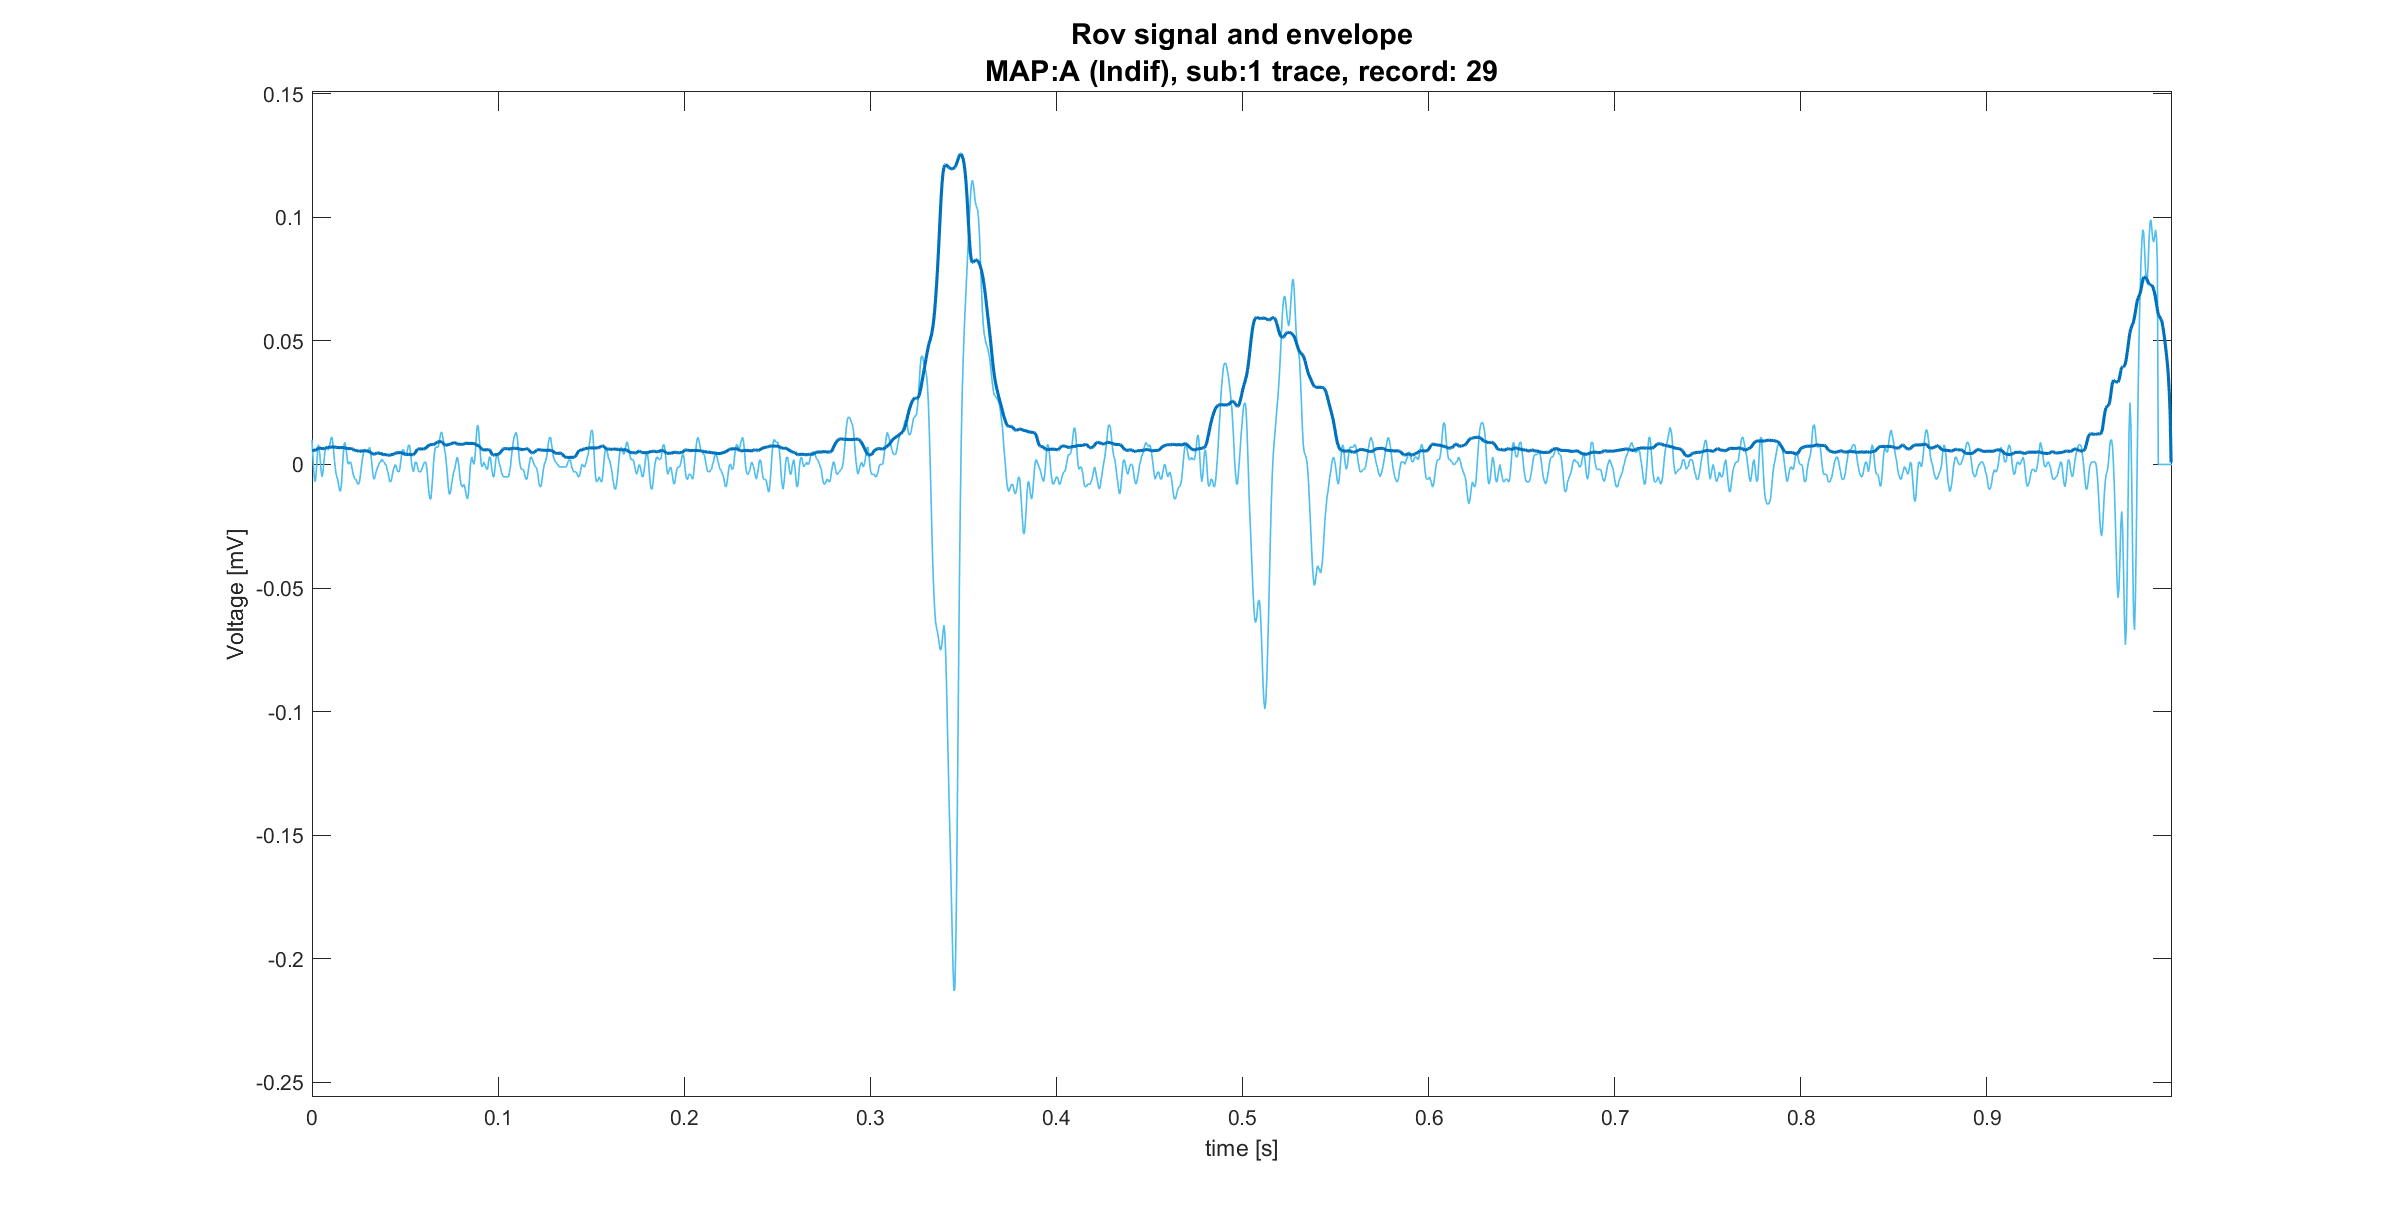 Rov signal and envelope
MAP:A (Indif), sub:1 trace, record: 29
0.15
0.1
0.05
0
-0.05
-0.1
-0.15
-0.2
-0.25
Voltage [mV]
0 0.1 0.2 0.3 0.4 0.5 0.6 0.7 0.8 0.9
time [s]